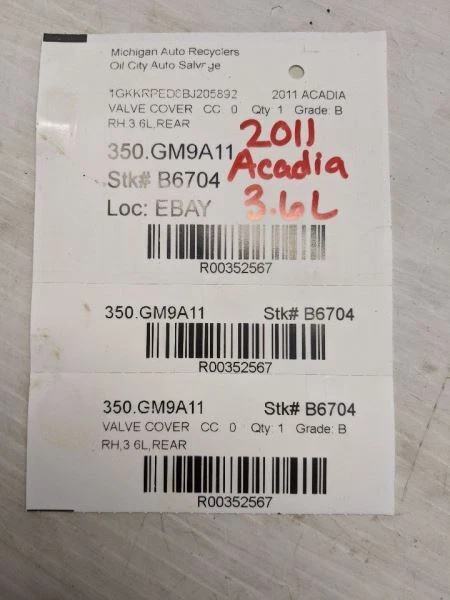 Michigan Auto Recyclers
Oil City Auto Salvage
1GKKRPED0BJ205892 2011 ACADIA
VALVE COVER CC 0 Qty 1 Grade: B
RH,3.6L,REAR
350.GM9A11
Stk# B6704
Loc: EBAY
2011
Acadia
3.6L
R00352567
350.GM9A11 Stk# B6704
R00352567
350.GM9A11 Stk# B6704
VALVE COVER CC 0 Qty: 1 Grade: B
RH,3 6L,REAR
R00352567